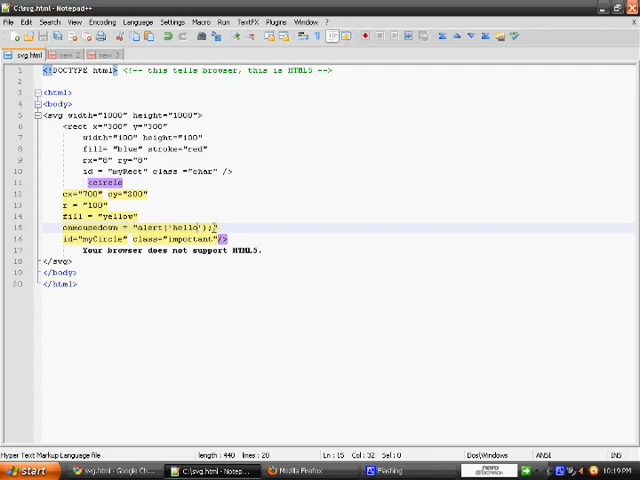 C:\svg.html - Notepad++
File Edit Search View Encoding Language Settings Macro Run TextFX Plugins Window ?
svg.html new 2 new 3
1 <!DOCTYPE html> <!-- this tells browser, this is HTML5 -->
2
3 <html>
4 <body>
5 <svg width="1000" height="1000">
6 <rect x="300" y="300"
7 width="100" height="100"
8 fill= "blue" stroke="red"
9 rx="8" ry="8"
10 id = "myRect" class ="char" />
11 <circle
12 cx="700" cy="200"
13 r = "100"
14 fill = "yellow"
15 onmousedown = "alert('hello');"
16 id="myCircle" class="important"/>
17 Your browser does not support HTML5.
18 </svg>
19 </body>
20 </html>
Hyper Text Markup Language file length : 440 lines : 20 Ln : 15 Col : 32 Sel : 0 Dos\Windows ANSI INS
start svg.html - Google Chr... C:\svg.html - Notep... Mozilla Firefox Flashing nero 10:19 PM